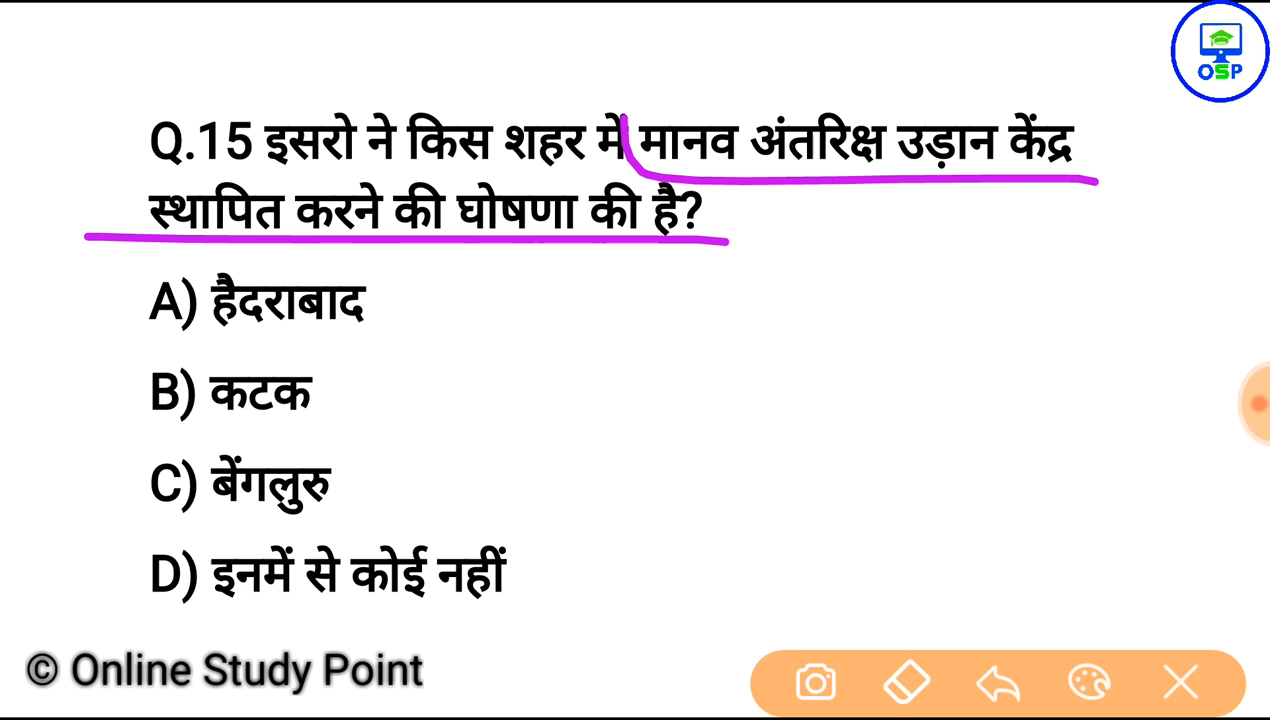 OSP
Q.15 इसरो ने किस शहर में मानव अंतरिक्ष उड़ान केंद्र
स्थापित करने की घोषणा की है?
A) हैदराबाद
B) कटक
C) बेंगलुरु
D) इनमें से कोई नहीं
© Online Study Point